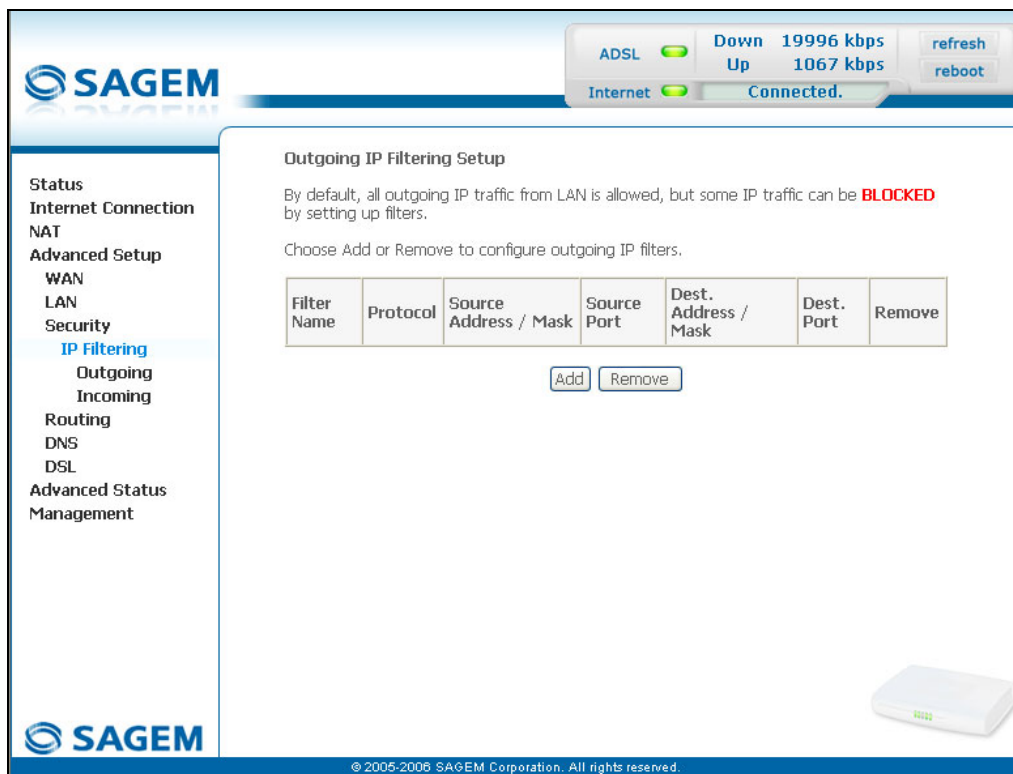 SAGEM
ADSL
Down 19996 kbps
Up 1067 kbps
refresh
reboot
Internet
Connected.
Status
Internet Connection
NAT
Advanced Setup
WAN
LAN
Security
IP Filtering
Outgoing
Incoming
Routing
DNS
DSL
Advanced Status
Management
Outgoing IP Filtering Setup
By default, all outgoing IP traffic from LAN is allowed, but some IP traffic can be BLOCKED
by setting up filters.
Choose Add or Remove to configure outgoing IP filters.
Filter Name
Protocol
Source Address / Mask
Source Port
Dest. Address / Mask
Dest. Port
Remove
Add
Remove
SAGEM
© 2005-2006 SAGEM Corporation. All rights reserved.